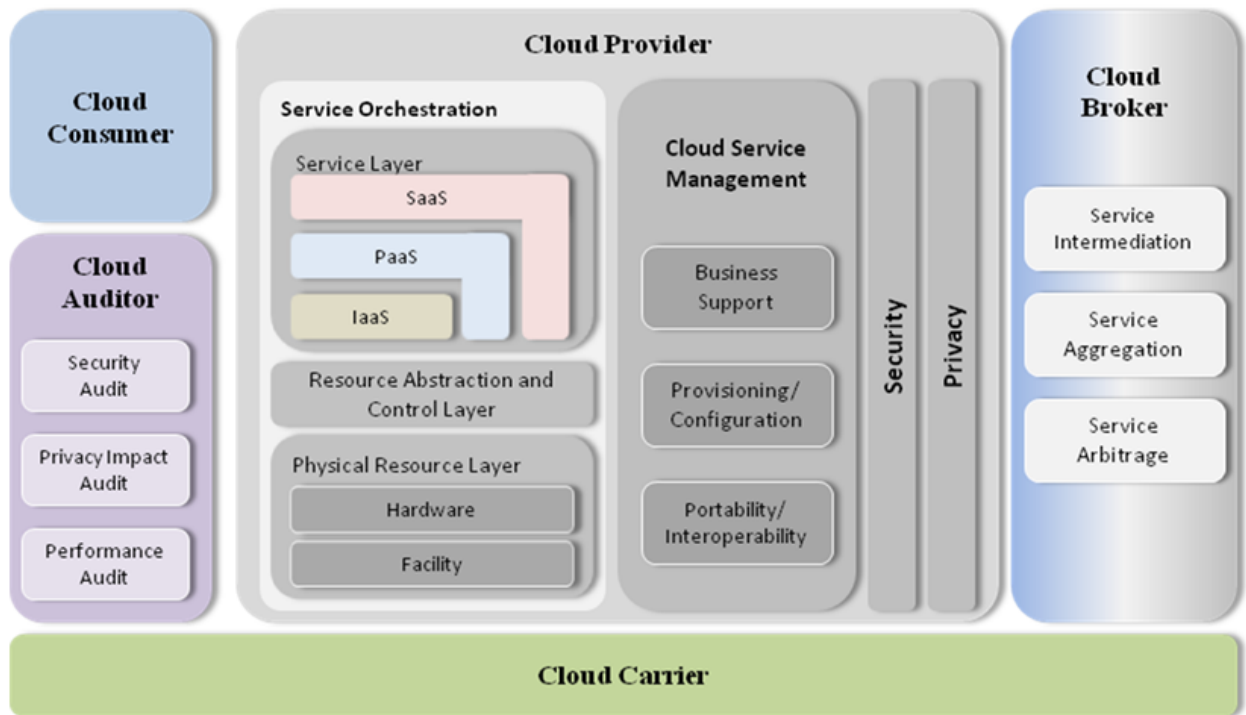 Cloud
Consumer
Cloud
Auditor
Security
Audit
Privacy Impact
Audit
Performance
Audit
Cloud Provider
Service Orchestration
Service Layer
SaaS
PaaS
IaaS
Resource Abstraction and
Control Layer
Physical Resource Layer
Hardware
Facility
Cloud Service
Management
Business
Support
Provisioning/
Configuration
Portability/
Interoperability
Security
Privacy
Cloud
Broker
Service
Intermediation
Service
Aggregation
Service
Arbitrage
Cloud Carrier